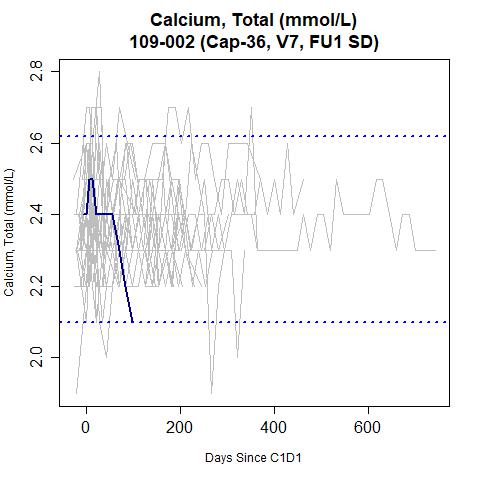 Calcium, Total (mmol/L)
109-002 (Cap-36, V7, FU1 SD)
Calcium, Total (mmol/L)
2.8
2.6
2.4
2.2
2.0
0
200
400
600
Days Since C1D1